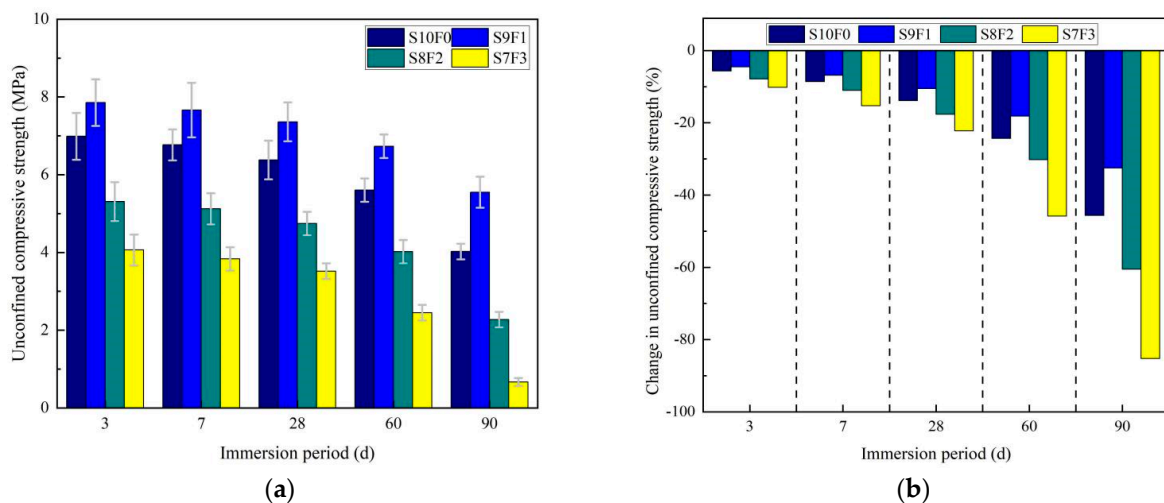 10
8
6
4
2
0
Unconfined compressive strength (MPa)
S10F0 S9F1
S8F2 S7F3
3 7 28 60 90
Immersion period (d)
(a)
S10F0 S9F1 S8F2 S7F3
0
-20
-40
-60
-80
-100
Change in unconfined compressive strength (%)
3 7 28 60 90
Immersion period (d)
(b)